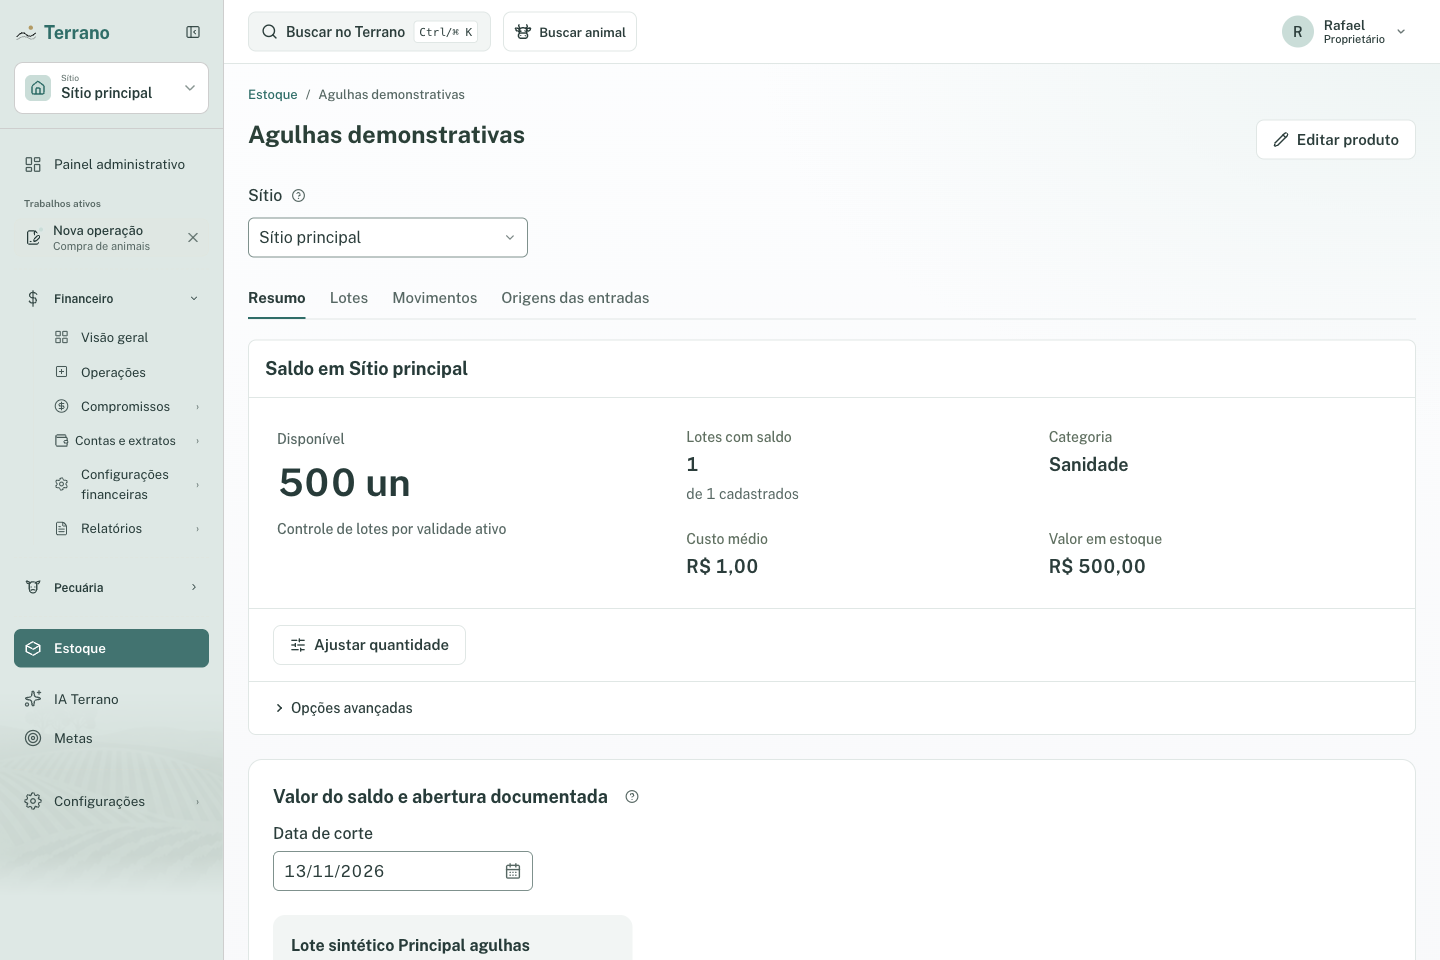 Terrano
Sítio
Sítio principal
Painel administrativo
Trabalhos ativos
Nova operação
Compra de animais
Financeiro
Visão geral
Operações
Compromissos
Contas e extratos
Configurações
financeiras
Relatórios
Pecuária
Estoque
IA Terrano
Metas
Configurações
Buscar no Terrano Ctrl/⌘ K
Buscar animal
R
Rafael
Proprietário
Estoque / Agulhas demonstrativas
Agulhas demonstrativas
Editar produto
Sítio
Sítio principal
Resumo Lotes Movimentos Origens das entradas
Saldo em Sítio principal
Disponível
500 un
Controle de lotes por validade ativo
Lotes com saldo
1
de 1 cadastrados
Categoria
Sanidade
Custo médio
R$ 1,00
Valor em estoque
R$ 500,00
Ajustar quantidade
Opções avançadas
Valor do saldo e abertura documentada
Data de corte
13/11/2026
Lote sintético Principal agulhas